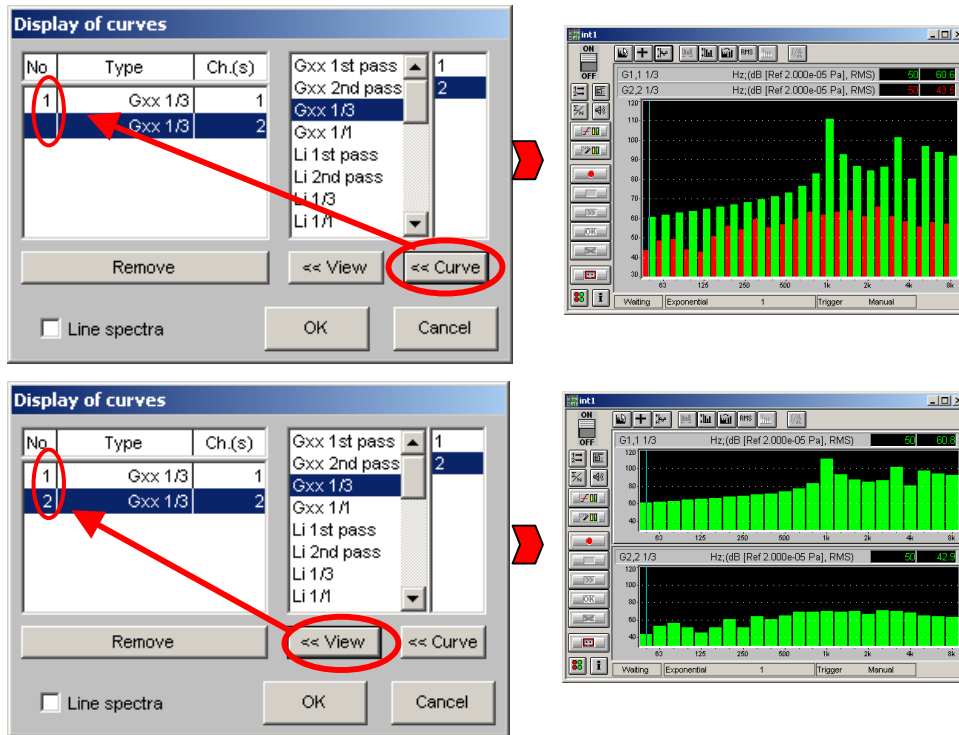 Display of curves
No Type Ch.(s)
1 Gxx 1/3 1
Gxx 1/3 2
Gxx 1st pass
Gxx 2nd pass
Gxx 1/3
Gxx 1/1
Li 1st pass
Li 2nd pass
Li 1/3
Li 1/1
1
2
Remove
<< View
<< Curve
Line spectra
OK
Cancel
int1
ON
OFF
RMS
G1,1 1/3 Hz;(dB [Ref 2.000e-05 Pa], RMS) 50 60.6
G2,2 1/3 Hz;(dB [Ref 2.000e-05 Pa], RMS) 50 43.5
120
110
100
90
80
70
60
50
40
30
63 125 250 500 1k 2k 4k 8k
OK
Waiting Exponential 1 Trigger Manual
Display of curves
No Type Ch.(s)
1 Gxx 1/3 1
2 Gxx 1/3 2
Gxx 1st pass
Gxx 2nd pass
Gxx 1/3
Gxx 1/1
Li 1st pass
Li 2nd pass
Li 1/3
Li 1/1
1
2
Remove
<< View
<< Curve
Line spectra
OK
Cancel
int1
ON
OFF
RMS
G1,1 1/3 Hz;(dB [Ref 2.000e-05 Pa], RMS) 50 60.8
120
100
80
60
40
63 125 250 500 1k 2k 4k 8k
G2,2 1/3 Hz;(dB [Ref 2.000e-05 Pa], RMS) 50 42.9
120
100
80
60
40
63 125 250 500 1k 2k 4k 8k
OK
Waiting Exponential 1 Trigger Manual